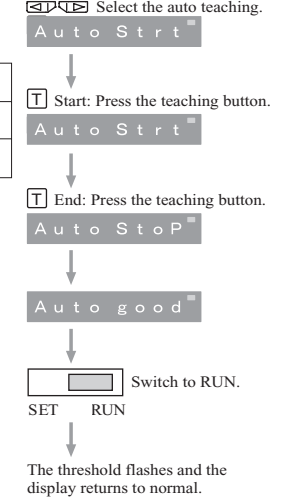 Select the auto teaching.
Auto Strt
T Start: Press the teaching button.
Auto Strt
T End: Press the teaching button.
Auto StoP
Auto good
Switch to RUN.
SET RUN
The threshold flashes and the
display returns to normal.